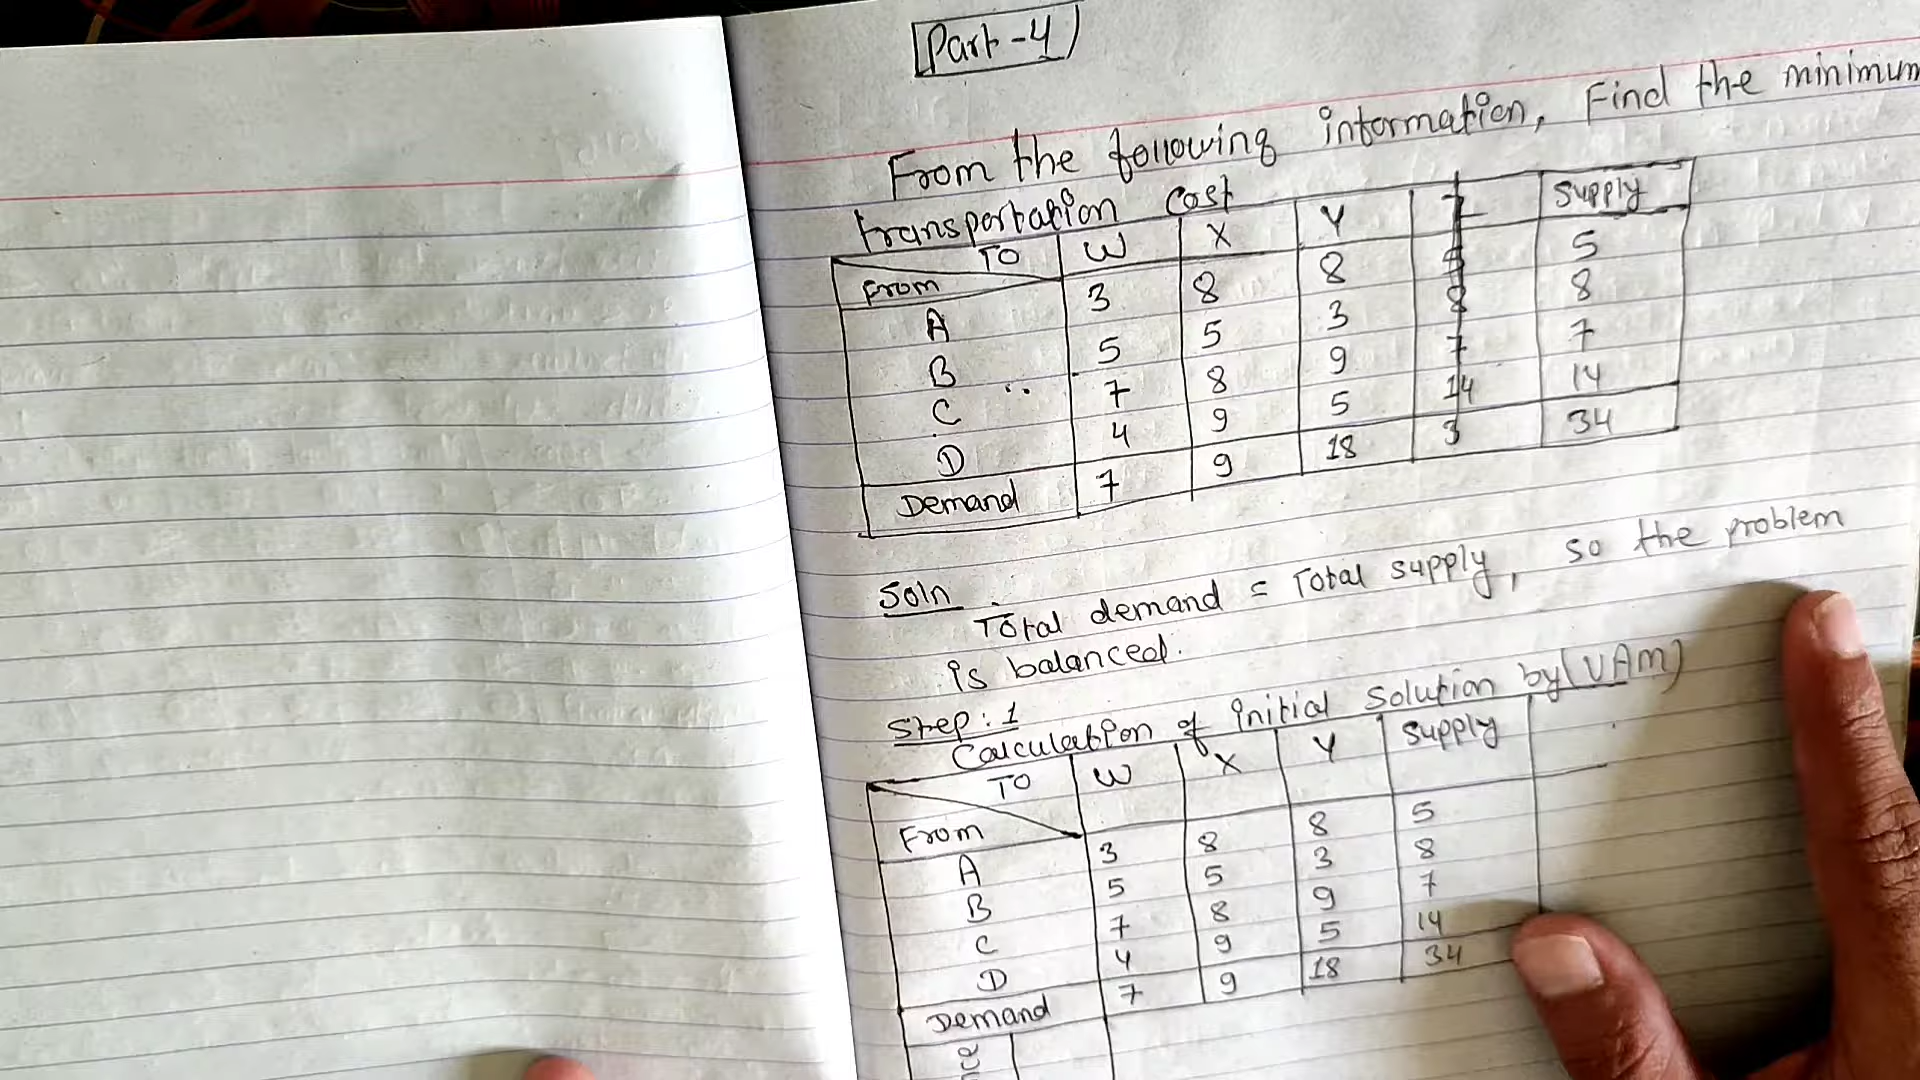 Part-4
From the following information, Find the minimum
transportation cost
TO W X Y Supply
From
A 3 8 8 5
B 5 5 3 8 8
C 7 8 9 7 7
D 4 9 5 14 14
Demand 7 9 18 3 34
Soln
Total demand = Total supply, so the problem
is balanced.
Step: 1
Calculation of initial solution by (VAM)
TO W X Y Supply
From
A 3 8 8 5
B 5 5 3 8
C 7 8 9 7
D 4 9 5 14
Demand 7 9 18 34